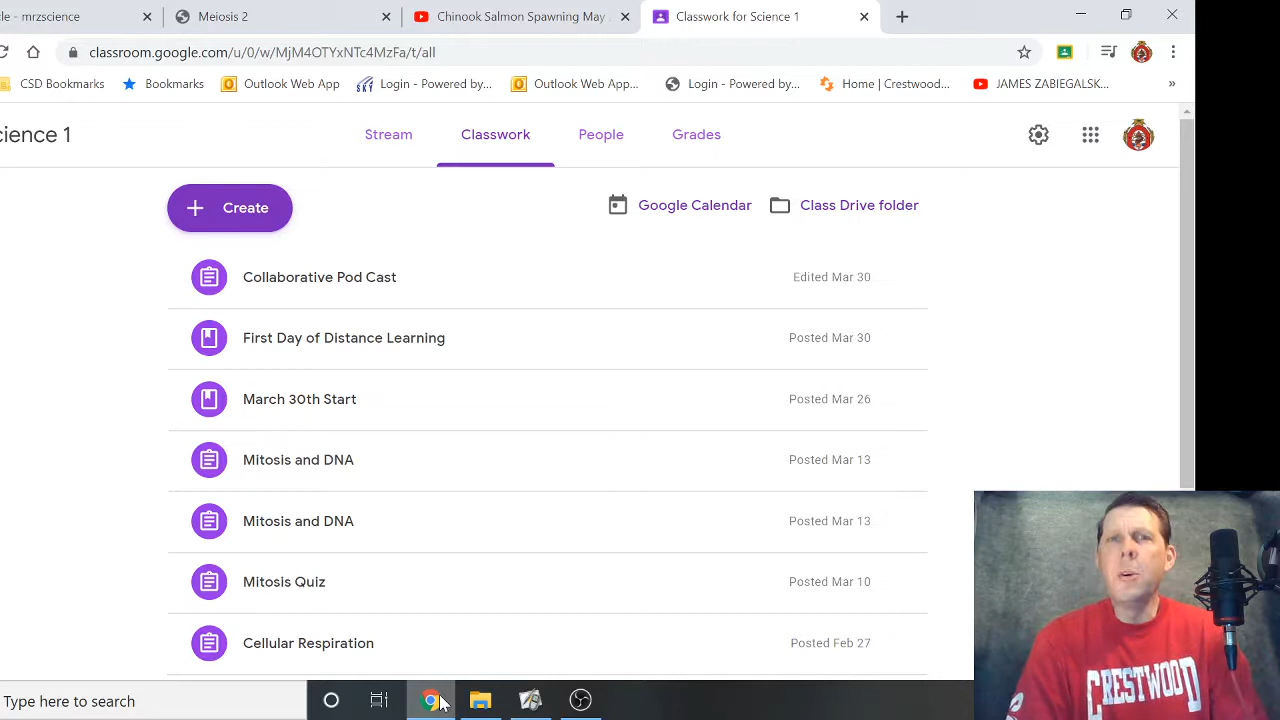 cle - mrzscience
Meiosis 2
Chinook Salmon Spawning May
Classwork for Science 1
classroom.google.com/u/0/w/MjM4OTYxNTc4MzFa/t/all
CSD Bookmarks
Bookmarks
Outlook Web App
Login - Powered by...
Outlook Web App...
Login - Powered by...
Home | Crestwood...
JAMES ZABIEGALSK...
»
cience 1
Stream
Classwork
People
Grades
+ Create
Google Calendar
Class Drive folder
Collaborative Pod Cast
Edited Mar 30
First Day of Distance Learning
Posted Mar 30
March 30th Start
Posted Mar 26
Mitosis and DNA
Posted Mar 13
Mitosis and DNA
Posted Mar 13
Mitosis Quiz
Posted Mar 10
Cellular Respiration
Posted Feb 27
CRESTWOOD
Type here to search